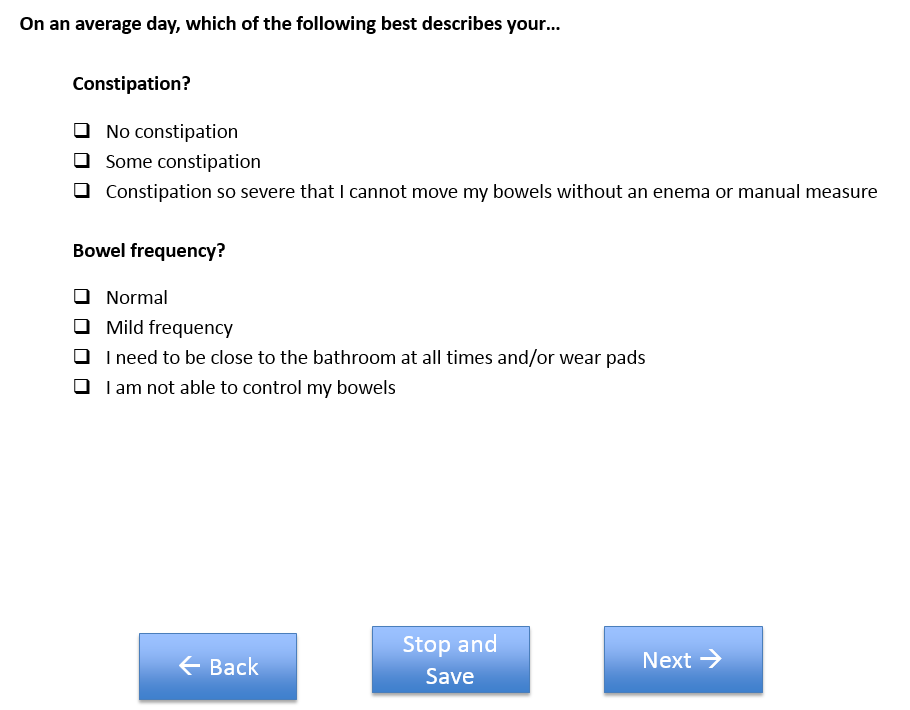 On an average day, which of the following best describes your...
Constipation?
❑ No constipation
❑ Some constipation
❑ Constipation so severe that I cannot move my bowels without an enema or manual measure
Bowel frequency?
❑ Normal
❑ Mild frequency
❑ I need to be close to the bathroom at all times and/or wear pads
❑ I am not able to control my bowels
← Back
Stop and
Save
Next →